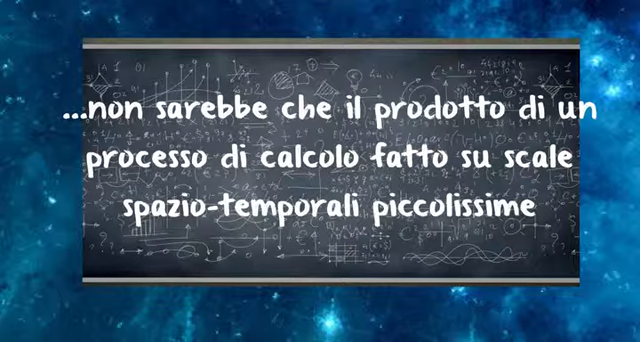 ...non sarebbe che il prodotto di un
processo di calcolo fatto su scale
spazio-temporali piccolissime